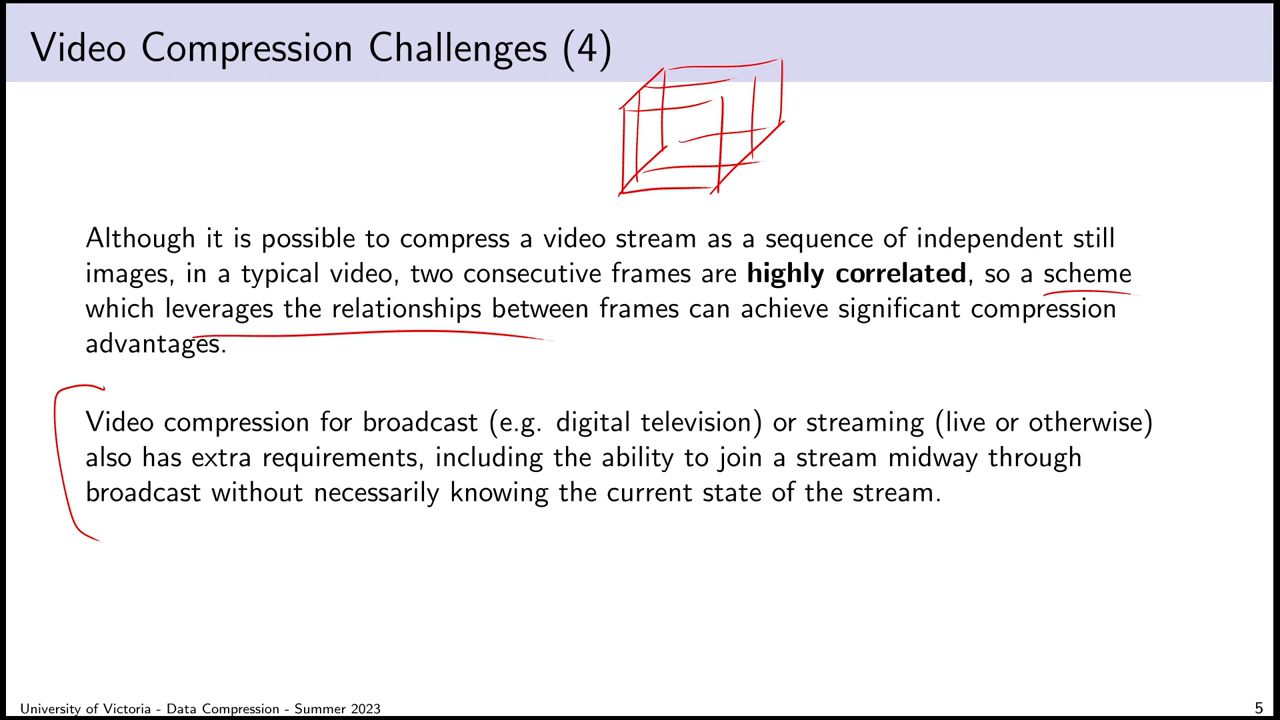 Video Compression Challenges (4)
Although it is possible to compress a video stream as a sequence of independent still
images, in a typical video, two consecutive frames are highly correlated, so a scheme
which leverages the relationships between frames can achieve significant compression
advantages.
Video compression for broadcast (e.g. digital television) or streaming (live or otherwise)
also has extra requirements, including the ability to join a stream midway through
broadcast without necessarily knowing the current state of the stream.
University of Victoria - Data Compression - Summer 2023
5